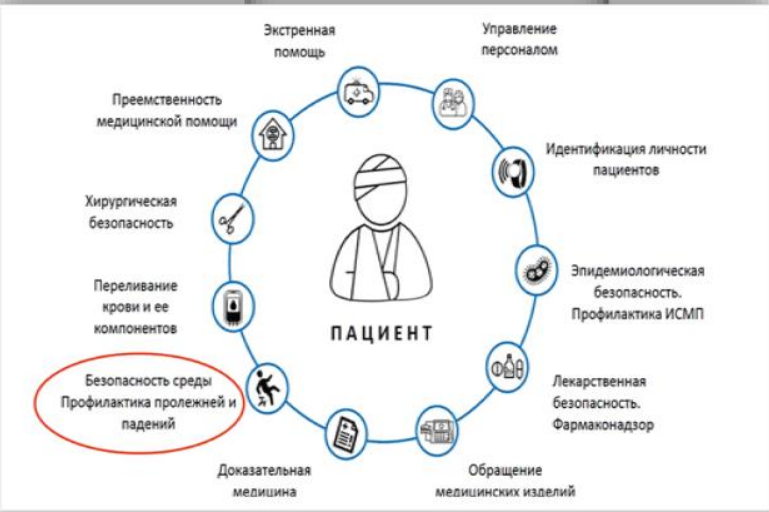 Экстренная
помощь
Управление
персоналом
Преемственность
медицинской помощи
Идентификация личности
пациентов
Хирургическая
безопасность
Эпидемиологическая
безопасность.
Профилактика ИСМП
Переливание
крови и ее
компонентов
ПАЦИЕНТ
Безопасность среды
Профилактика пролежней и
падений
Лекарственная
безопасность.
Фармаконадзор
Доказательная
медицина
Обращение
медицинских изделий